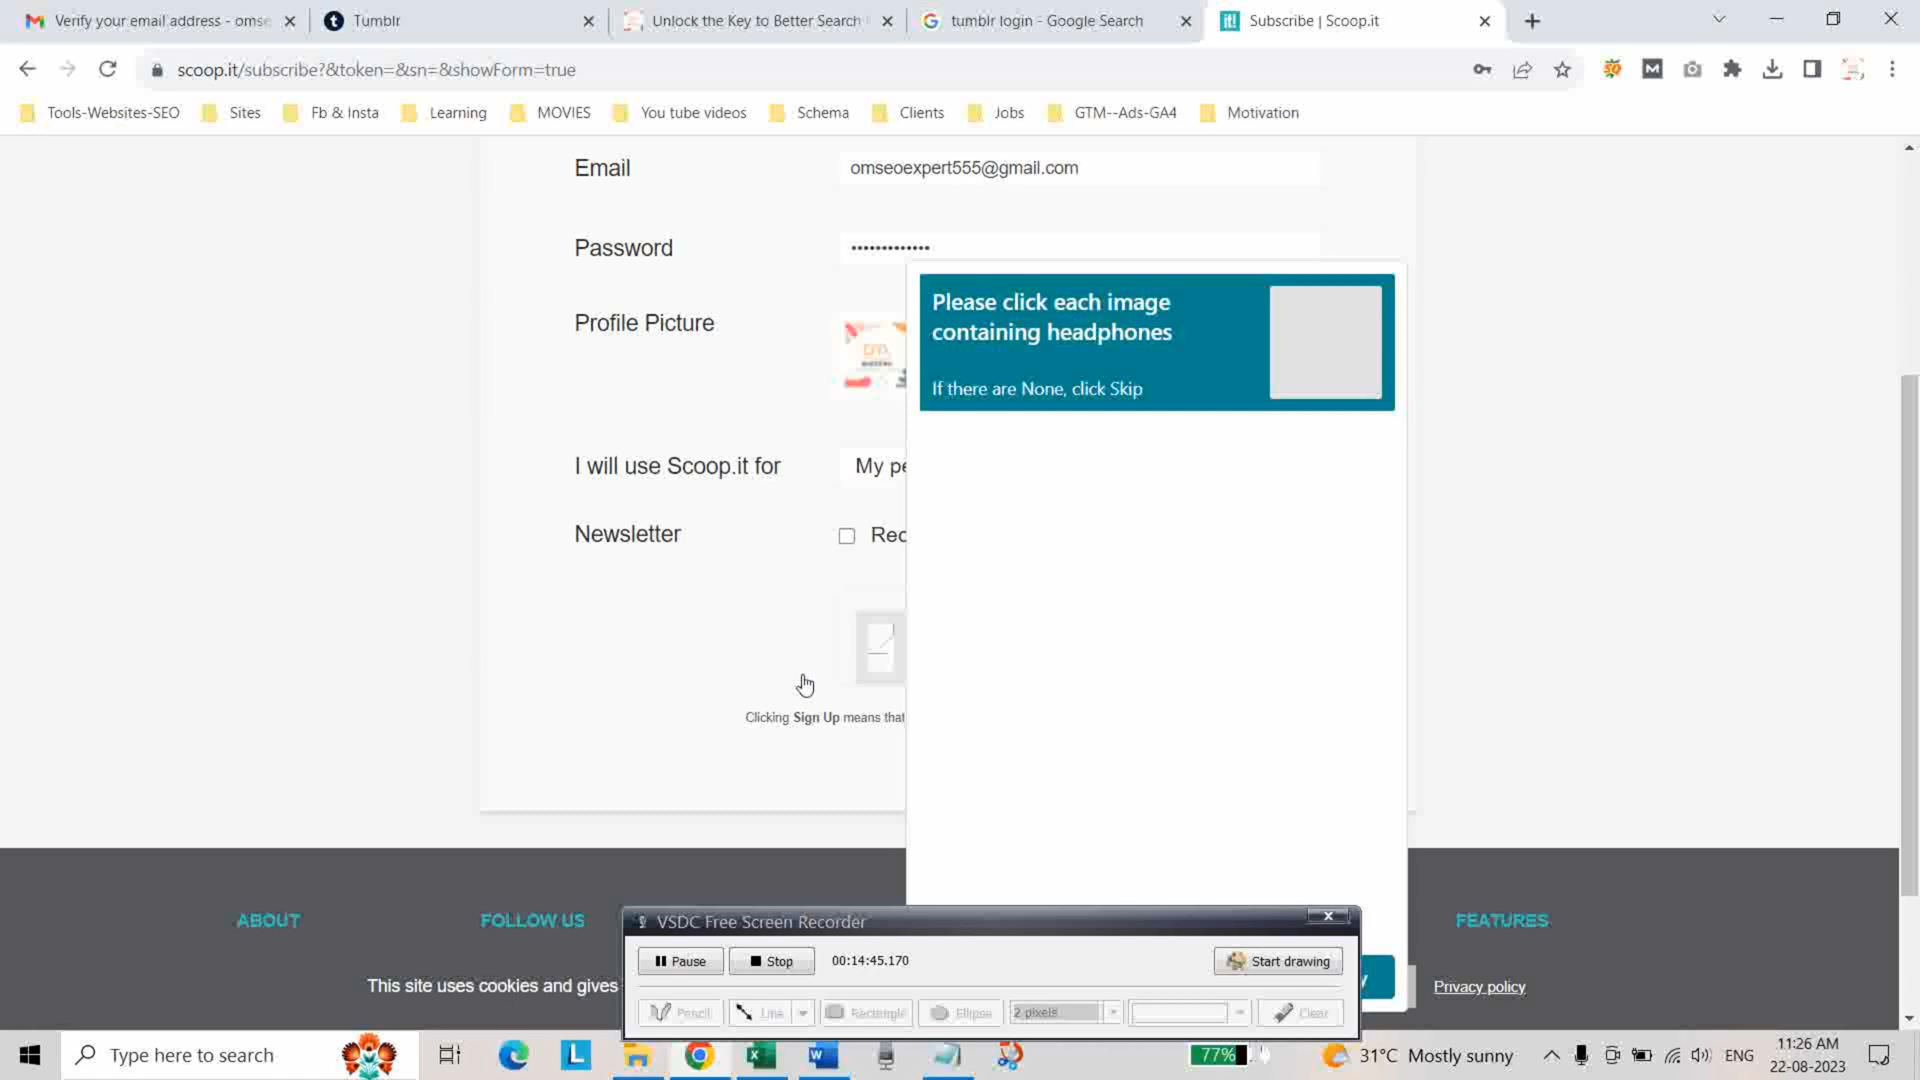 Verify your email address - omse
Tumblr
Unlock the Key to Better Search
tumblr login - Google Search
Subscribe | Scoop.it
scoop.it/subscribe?&token=&sn=&showForm=true
Tools-Websites-SEO
Sites
Fb & Insta
Learning
MOVIES
You tube videos
Schema
Clients
Jobs
GTM--Ads-GA4
Motivation
Email
omseoexpert555@gmail.com
Password
•••••••••••••
Please click each image
containing headphones
If there are None, click Skip
Profile Picture
I will use Scoop.it for
My pe
Newsletter
Rec
Clicking Sign Up means that
ABOUT
FOLLOW US
FEATURES
VSDC Free Screen Recorder
Pause
Stop
00:14:45.170
Start drawing
This site uses cookies and gives
Privacy policy
Pencil
Line
Rectangle
Ellipse
2 pixels
Clear
Type here to search
77%
31°C Mostly sunny
ENG
11:26 AM
22-08-2023